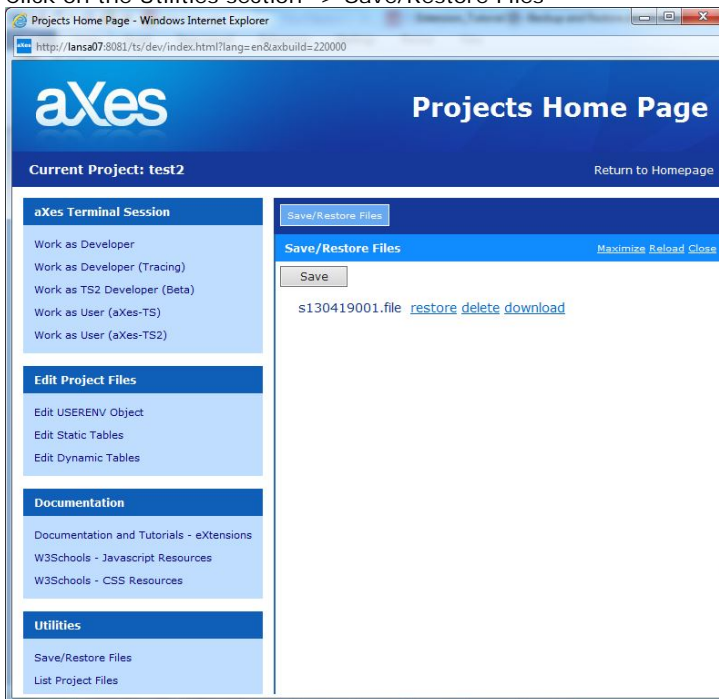 Click on the Utilities section -> Save/Restore Files
Projects Home Page - Windows Internet Explorer
http://lansa07:8081/ts/dev/index.html?lang=en&axbuild=220000
aXes
Projects Home Page
Current Project: test2
Return to Homepage
aXes Terminal Session
Work as Developer
Work as Developer (Tracing)
Work as TS2 Developer (Beta)
Work as User (aXes-TS)
Work as User (aXes-TS2)
Edit Project Files
Edit USERENV Object
Edit Static Tables
Edit Dynamic Tables
Documentation
Documentation and Tutorials - eXtensions
W3Schools - Javascript Resources
W3Schools - CSS Resources
Utilities
Save/Restore Files
List Project Files
Save/Restore Files
Save/Restore Files Maximize Reload Close
Save
s130419001.file restore delete download